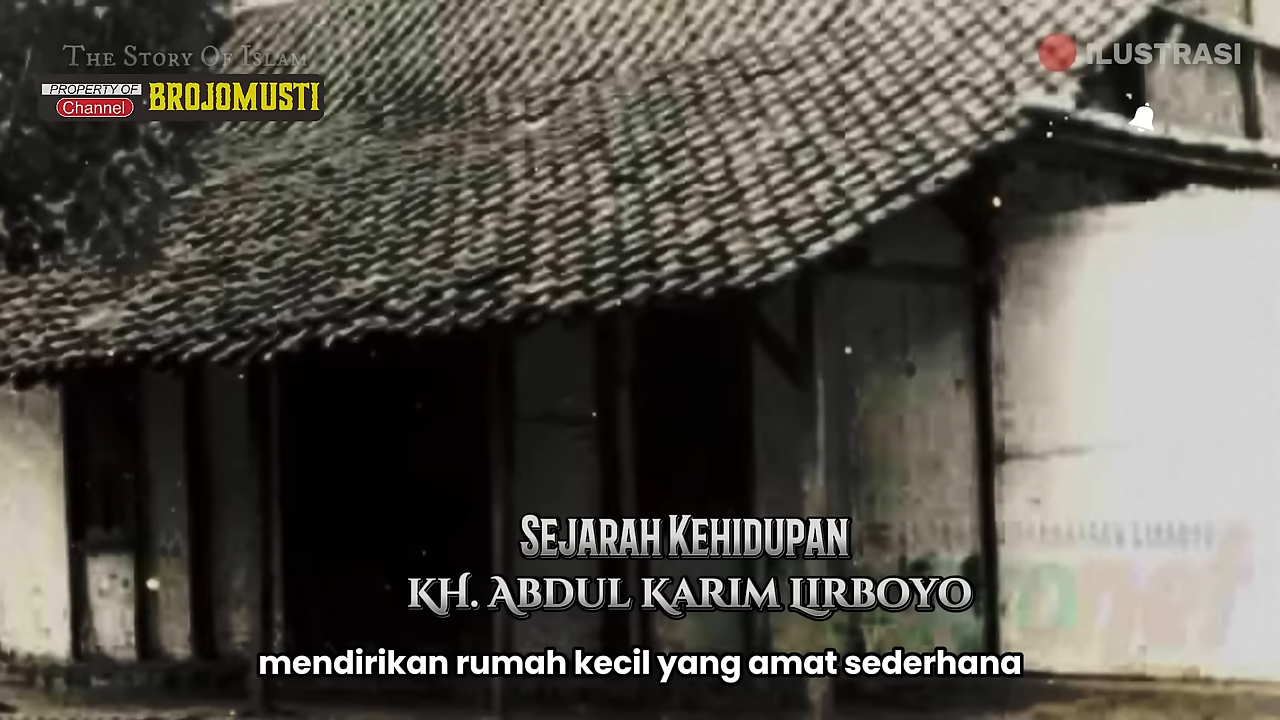 The Story Of Islam
PROPERTY OF
Channel
BROJOMUSTI
ILUSTRASI
Sejarah Kehidupan
KH. Abdul Karim Lirboyo
mendirikan rumah kecil yang amat sederhana